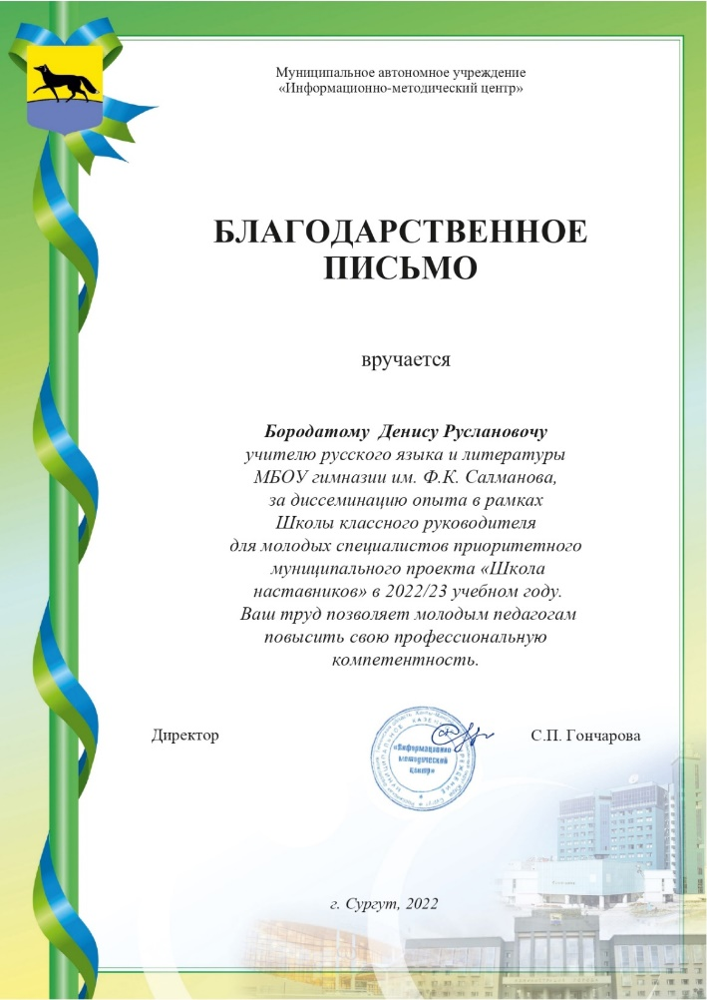 Муниципальное автономное учреждение
«Информационно-методический центр»
БЛАГОДАРСТВЕННОЕ
ПИСЬМО
вручается
Бородатому Денису Руслановочу
учителю русского языка и литературы
МБОУ гимназии им. Ф.К. Салманова,
за диссеминацию опыта в рамках
Школы классного руководителя
для молодых специалистов приоритетного
муниципального проекта «Школа
наставников» в 2022/23 учебном году.
Ваш труд позволяет молодым педагогам
повысить свою профессиональную
компетентность.
Директор
«Информационно
методический
центр»
С.П. Гончарова
г. Сургут, 2022